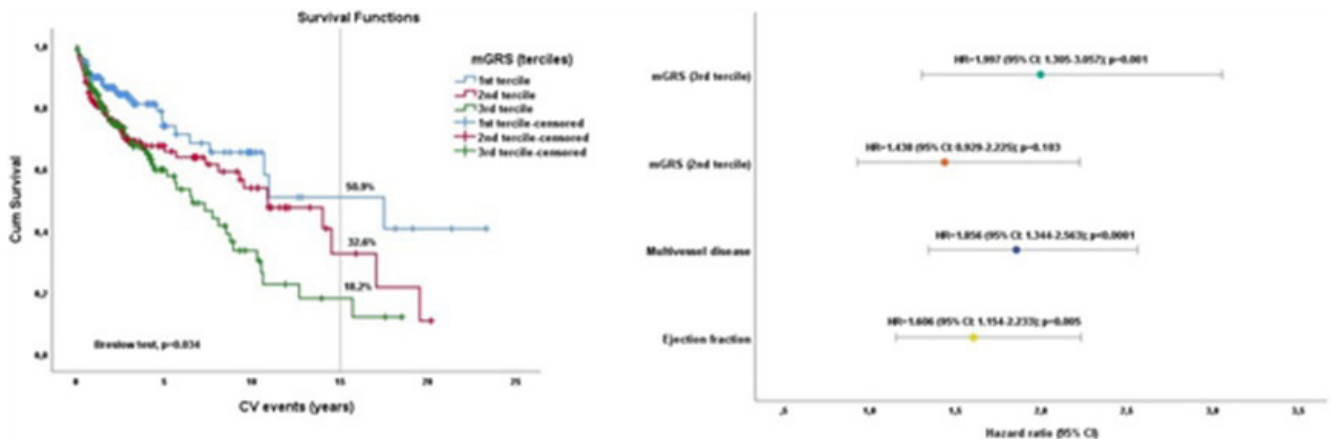 Survival Functions
mGRS (terciles)
1st tercile
2nd tercile
3rd tercile
1st tercile-censored
2nd tercile-censored
3rd tercile-censored
Cum Survival
1,0
0,8
0,6
0,4
0,2
0,0
50.9%
32.6%
18.2%
Breslow test, p=0.034
0 5 10 15 20 25
CV events (years)
HR=1.997 (95% CI: 1.305-3.057); p=0.001
mGRS (3rd tercile)
HR=1.438 (95% CI: 0.929-2.225); p=0.103
mGRS (2nd tercile)
HR=1.856 (95% CI: 1.344-2.563); p=0.0001
Multivessel disease
HR=1.606 (95% CI: 1.154-2.233); p=0.005
Ejection fraction
,5 1,0 1,5 2,0 2,5 3,0 3,5
Hazard ratio (95% CI)